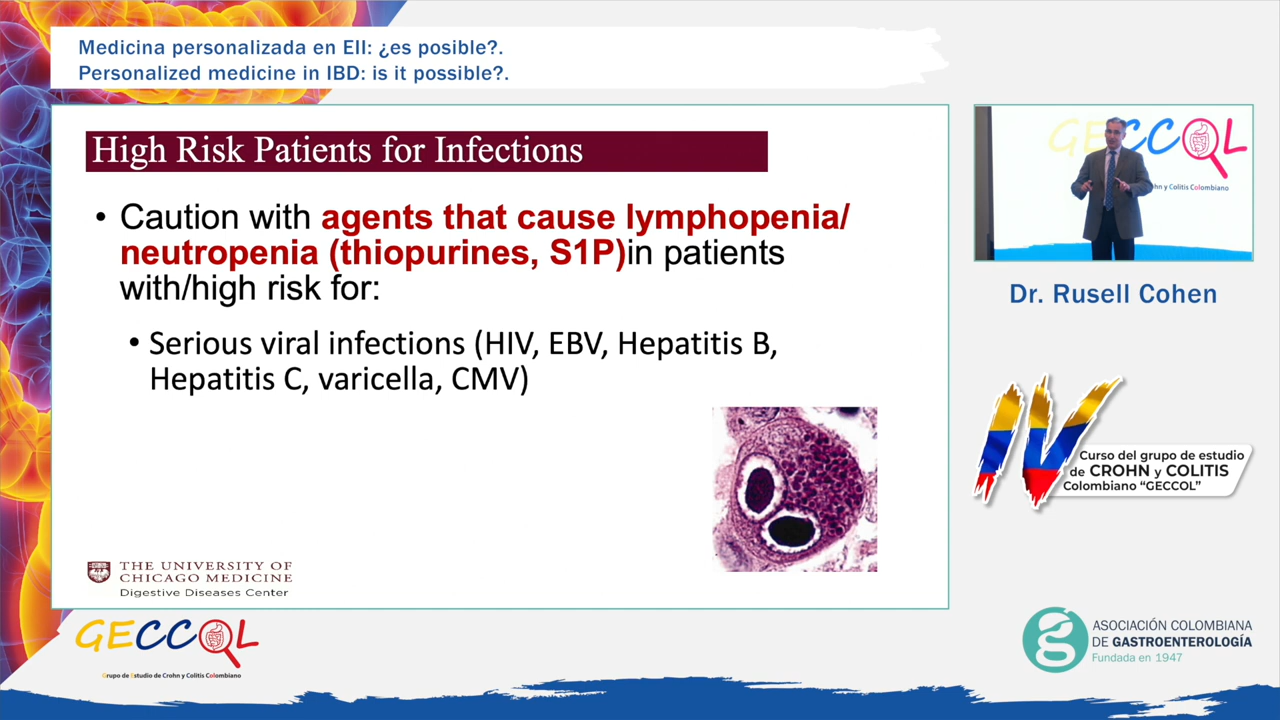 Medicina personalizada en EII: ¿es posible?.
Personalized medicine in IBD: is it possible?.
High Risk Patients for Infections
• Caution with agents that cause lymphopenia/
neutropenia (thiopurines, S1P)in patients
with/high risk for:
• Serious viral infections (HIV, EBV, Hepatitis B,
Hepatitis C, varicella, CMV)
THE UNIVERSITY OF
CHICAGO MEDICINE
Digestive Diseases Center
GECCOL
Grupo de Estudio de Crohn y Colitis Colombiano
GECCOL
ohn y Colitis Colombiano
Dr. Rusell Cohen
IV
Curso del grupo de estudio
de CROHN y COLITIS
Colombiano “GECCOL”
ASOCIACIÓN COLOMBIANA
DE GASTROENTEROLOGÍA
Fundada en 1947